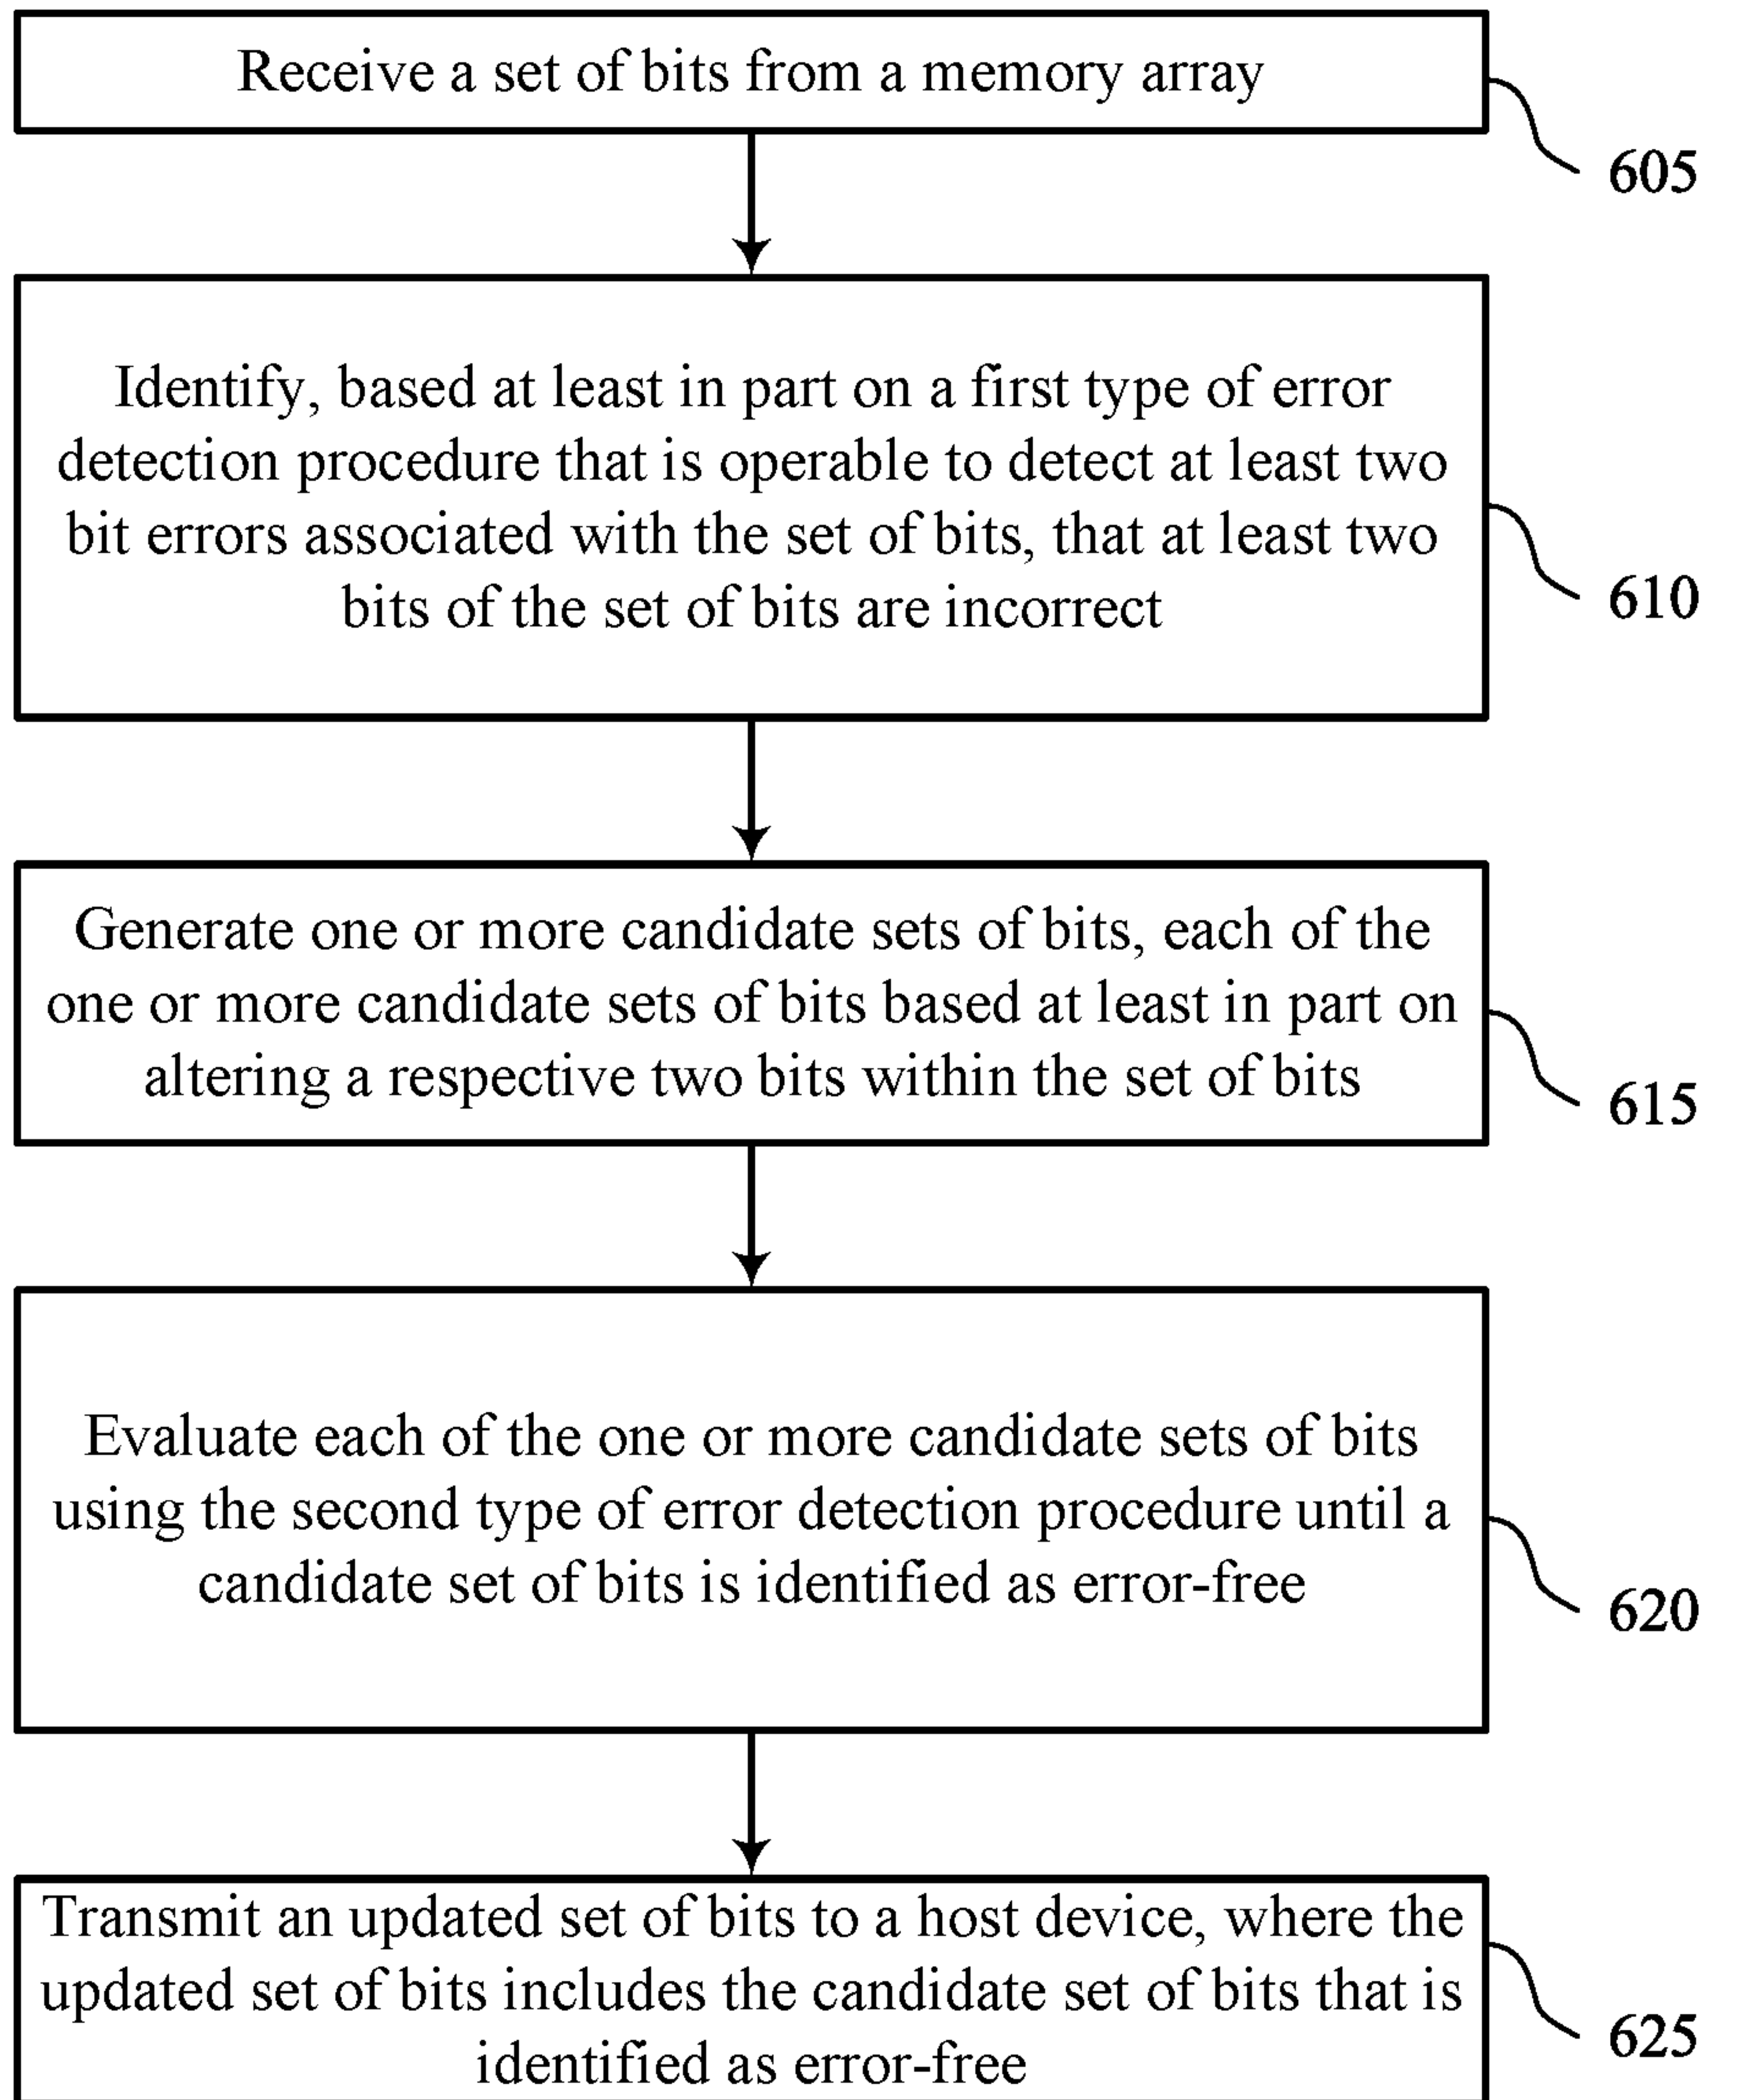 Receive a set of bits from a memory array
605
Identify, based at least in part on a first type of error
detection procedure that is operable to detect at least two
bit errors associated with the set of bits, that at least two
bits of the set of bits are incorrect
610
Generate one or more candidate sets of bits, each of the
one or more candidate sets of bits based at least in part on
altering a respective two bits within the set of bits
615
Evaluate each of the one or more candidate sets of bits
using the second type of error detection procedure until a
candidate set of bits is identified as error-free
620
Transmit an updated set of bits to a host device, where the
updated set of bits includes the candidate set of bits that is
identified as error-free
625